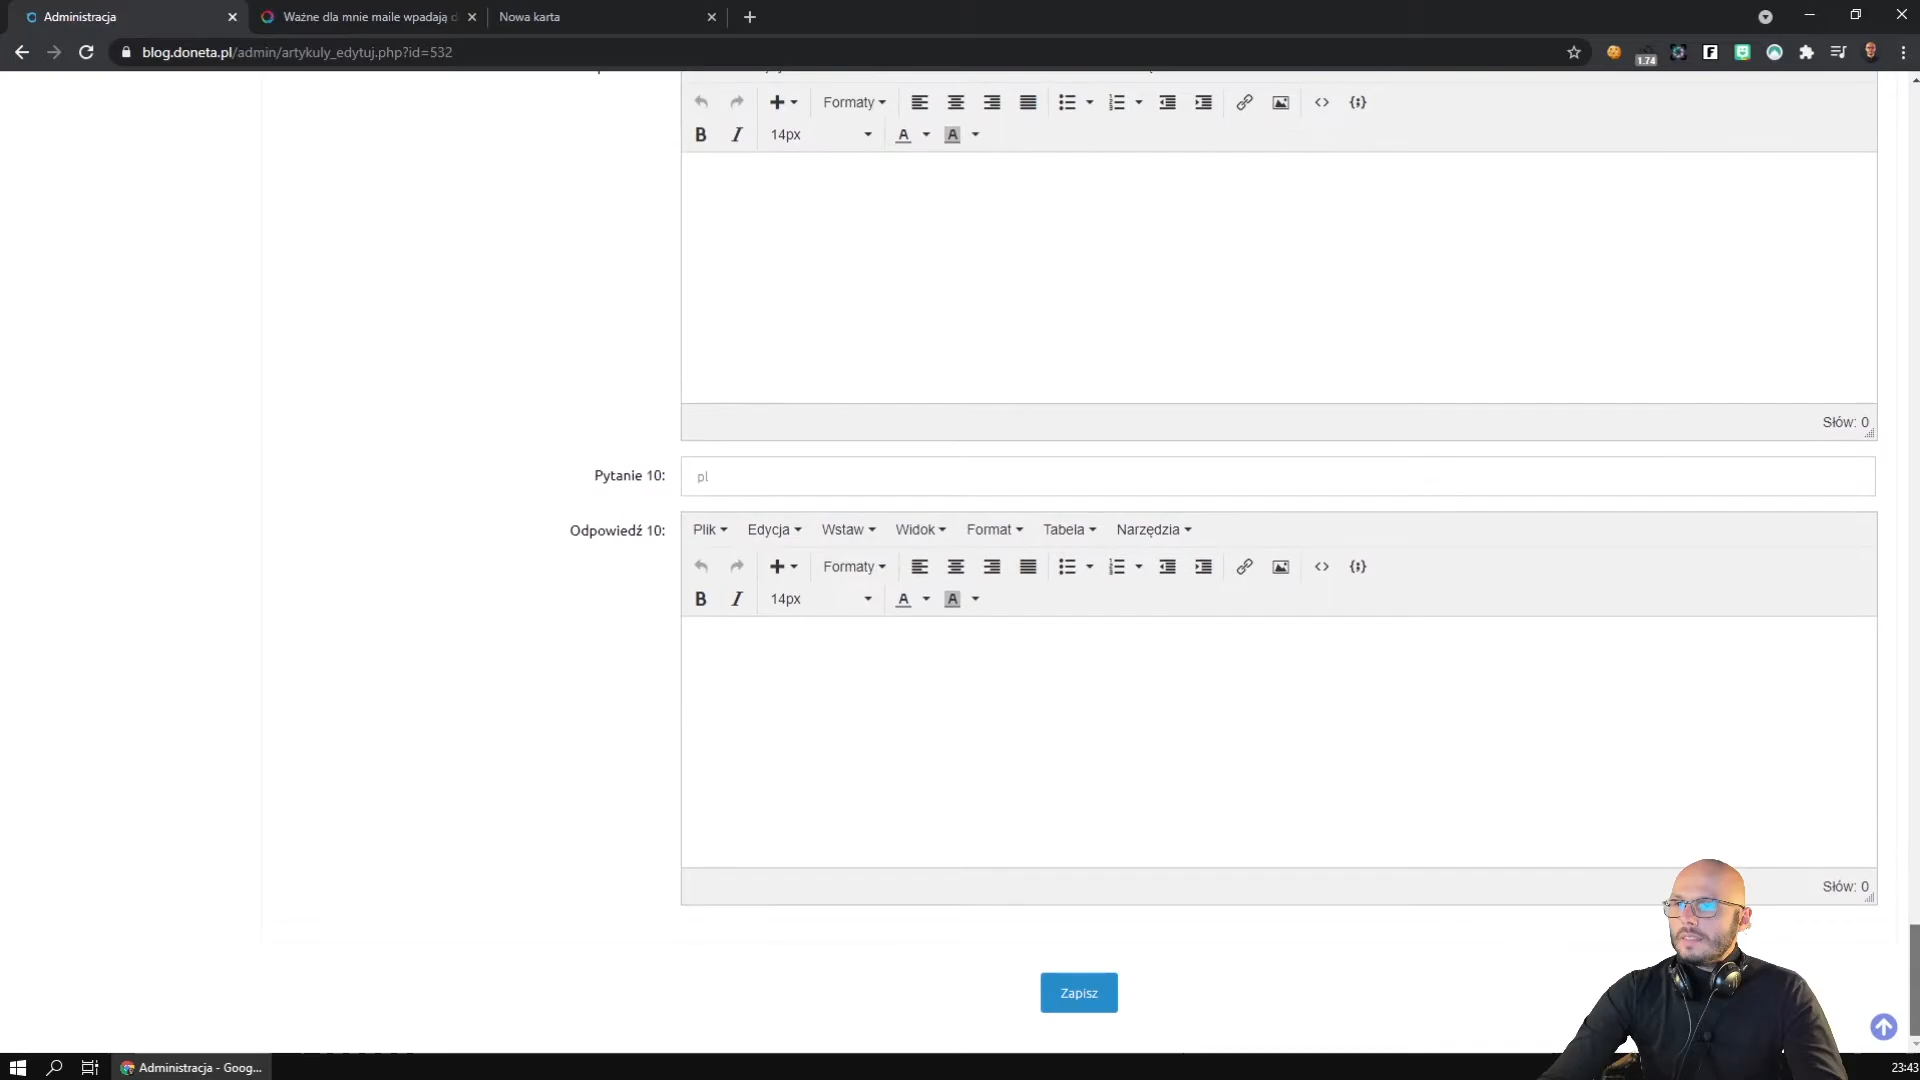 Administracja
Ważne dla mnie maile wpadają d
Nowa karta
blog.doneta.pl/admin/artykuly_edytuj.php?id=532
1.74
Formaty
B I 14px A A
Słów: 0
Pytanie 10:
pl
Odpowiedź 10:
Plik Edycja Wstaw Widok Format Tabela Narzędzia
Formaty
B I 14px A A
Słów: 0
Zapisz
Administracja - Goog...
23:43